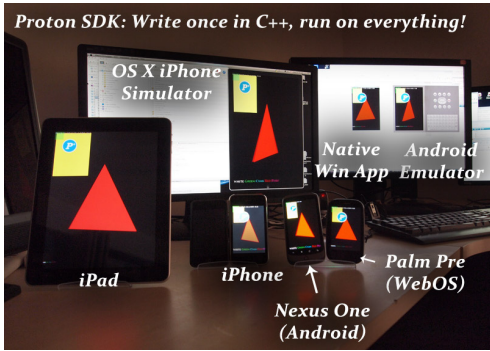 Proton SDK: Write once in C++, run on everything!
OS X iPhone
Simulator
Native
Win App
Android
Emulator
iPad
iPhone
Palm Pre
(WebOS)
Nexus One
(Android)